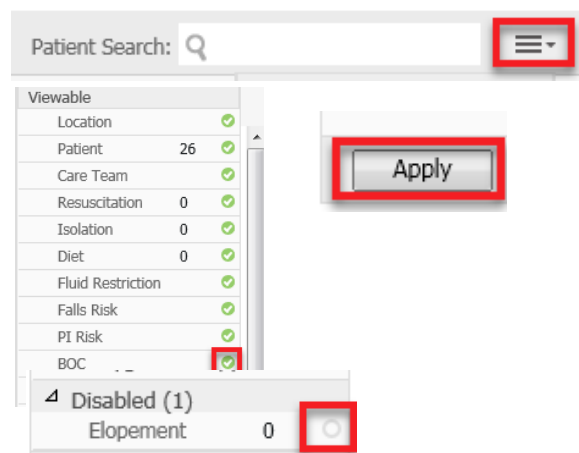 Patient Search:
Viewable
Location
Patient 26
Care Team
Resuscitation 0
Isolation 0
Diet 0
Fluid Restriction
Falls Risk
PI Risk
BOC
Disabled (1)
Elopement 0
Apply